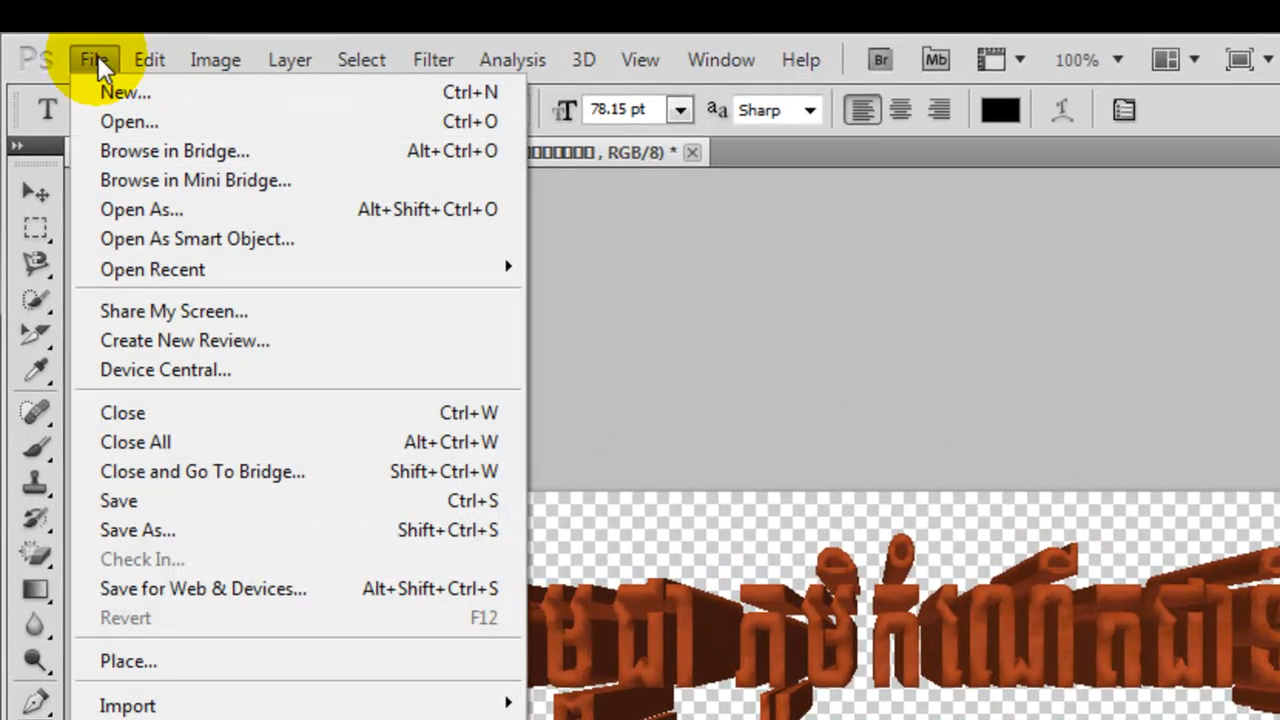 Ps File Edit Image Layer Select Filter Analysis 3D View Window Help Br Mb 100%
T 78.15 pt aa Sharp
, RGB/8) *
New... Ctrl+N
Open... Ctrl+O
Browse in Bridge... Alt+Ctrl+O
Browse in Mini Bridge...
Open As... Alt+Shift+Ctrl+O
Open As Smart Object...
Open Recent
Share My Screen...
Create New Review...
Device Central...
Close Ctrl+W
Close All Alt+Ctrl+W
Close and Go To Bridge... Shift+Ctrl+W
Save Ctrl+S
Save As... Shift+Ctrl+S
Check In...
Save for Web & Devices... Alt+Shift+Ctrl+S
Revert F12
Place...
Import